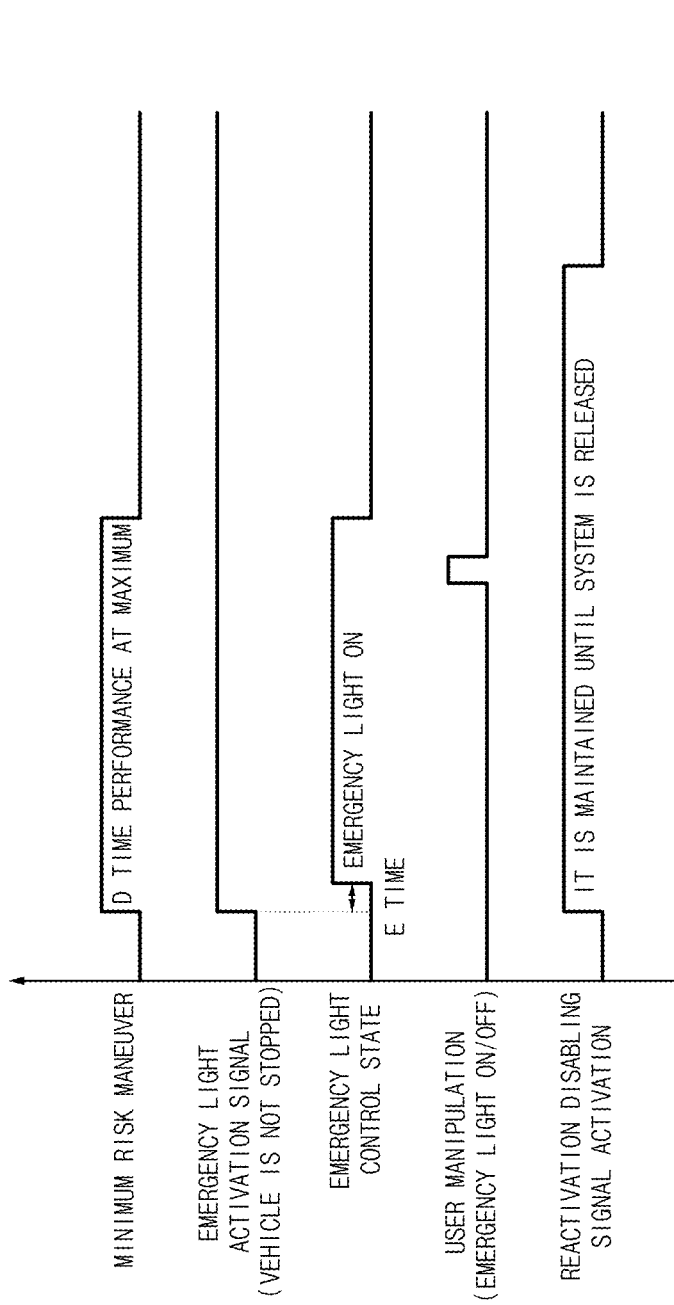 MINIMUM RISK MANEUVER
D TIME PERFORMANCE AT MAXIMUM
EMERGENCY LIGHT
ACTIVATION SIGNAL
(VEHICLE IS NOT STOPPED)
EMERGENCY LIGHT
CONTROL STATE
EMERGENCY LIGHT ON
E TIME
USER MANIPULATION
(EMERGENCY LIGHT ON/OFF)
REACTIVATION DISABLING
SIGNAL ACTIVATION
IT IS MAINTAINED UNTIL SYSTEM IS RELEASED